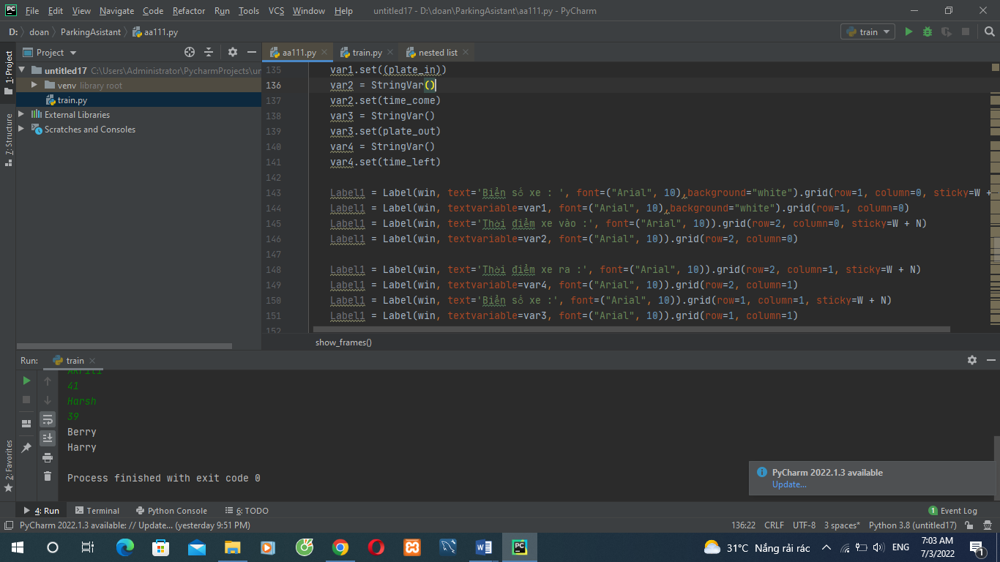 File Edit View Navigate Code Refactor Run Tools VCS Window Help untitled17 - D:\doan\ParkingAsistant\aa111.py - PyCharm
D: doan ParkingAsistant aa111.py train
Project aa111.py train.py nested list
1: Project
7: Structure
2: Favorites
untitled17 C:\Users\Administrator\PycharmProjects\un
venv library root
train.py
External Libraries
Scratches and Consoles
135 var1.set((plate_in))
136 var2 = StringVar()
137 var2.set(time_come)
138 var3 = StringVar()
139 var3.set(plate_out)
140 var4 = StringVar()
141 var4.set(time_left)
142
143 Label1 = Label(win, text='Biển số xe : ', font=("Arial", 10),background="white").grid(row=1, column=0, sticky=W +
144 Label1 = Label(win, textvariable=var1, font=("Arial", 10),background="white").grid(row=1, column=0)
145 Label1 = Label(win, text='Thời điểm xe vào :', font=("Arial", 10)).grid(row=2, column=0, sticky=W + N)
146 Label1 = Label(win, textvariable=var2, font=("Arial", 10)).grid(row=2, column=0)
147
148 Label1 = Label(win, text='Thời điểm xe ra :', font=("Arial", 10)).grid(row=2, column=1, sticky=W + N)
149 Label1 = Label(win, textvariable=var4, font=("Arial", 10)).grid(row=2, column=1)
150 Label1 = Label(win, text='Biển số xe :', font=("Arial", 10)).grid(row=1, column=1, sticky=W + N)
151 Label1 = Label(win, textvariable=var3, font=("Arial", 10)).grid(row=1, column=1)
152
show_frames()
Run: train
Akriti
41
Harsh
39
Berry
Harry
Process finished with exit code 0
PyCharm 2022.1.3 available
Update...
4: Run Terminal Python Console 6: TODO 1 Event Log
PyCharm 2022.1.3 available: // Update... (yesterday 9:51 PM) 136:22 CRLF UTF-8 3 spaces* Python 3.8 (untitled17)
31°C Nắng rải rác ENG 7:03 AM
7/3/2022 1